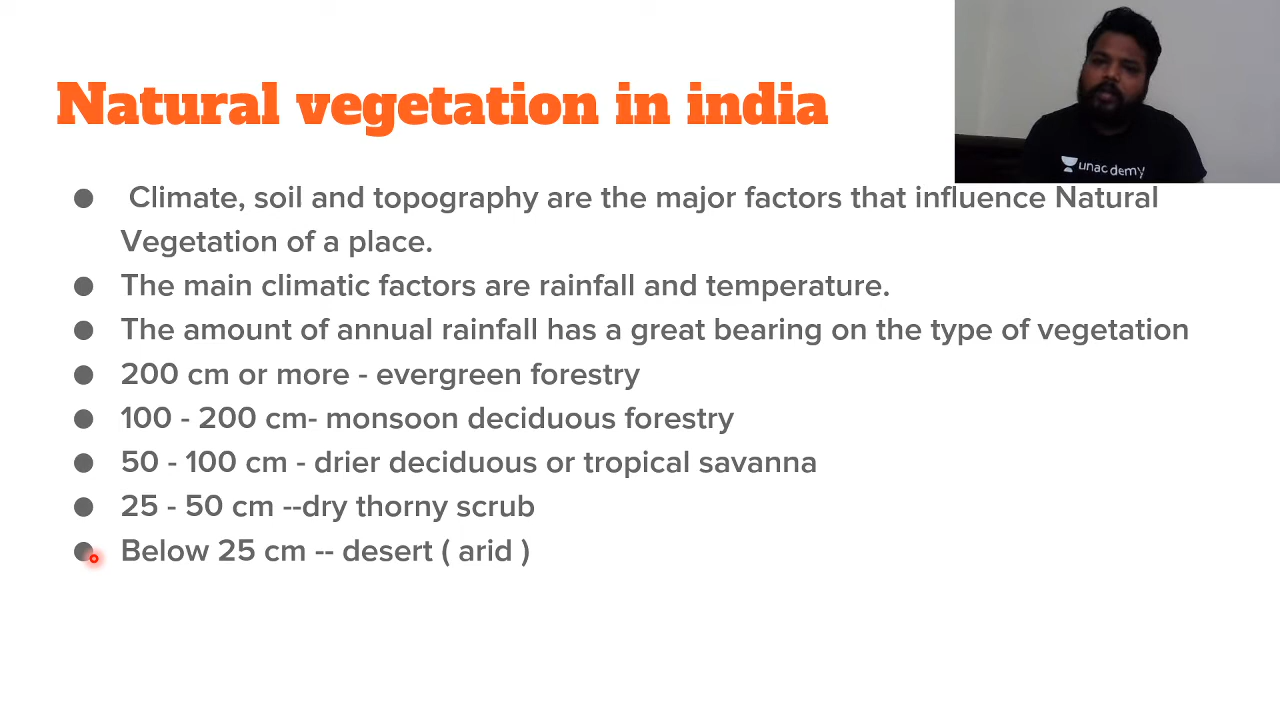 Natural vegetation in india
unacademy
● Climate, soil and topography are the major factors that influence Natural
Vegetation of a place.
● The main climatic factors are rainfall and temperature.
● The amount of annual rainfall has a great bearing on the type of vegetation
● 200 cm or more - evergreen forestry
● 100 - 200 cm- monsoon deciduous forestry
● 50 - 100 cm - drier deciduous or tropical savanna
● 25 - 50 cm --dry thorny scrub
● Below 25 cm -- desert ( arid )